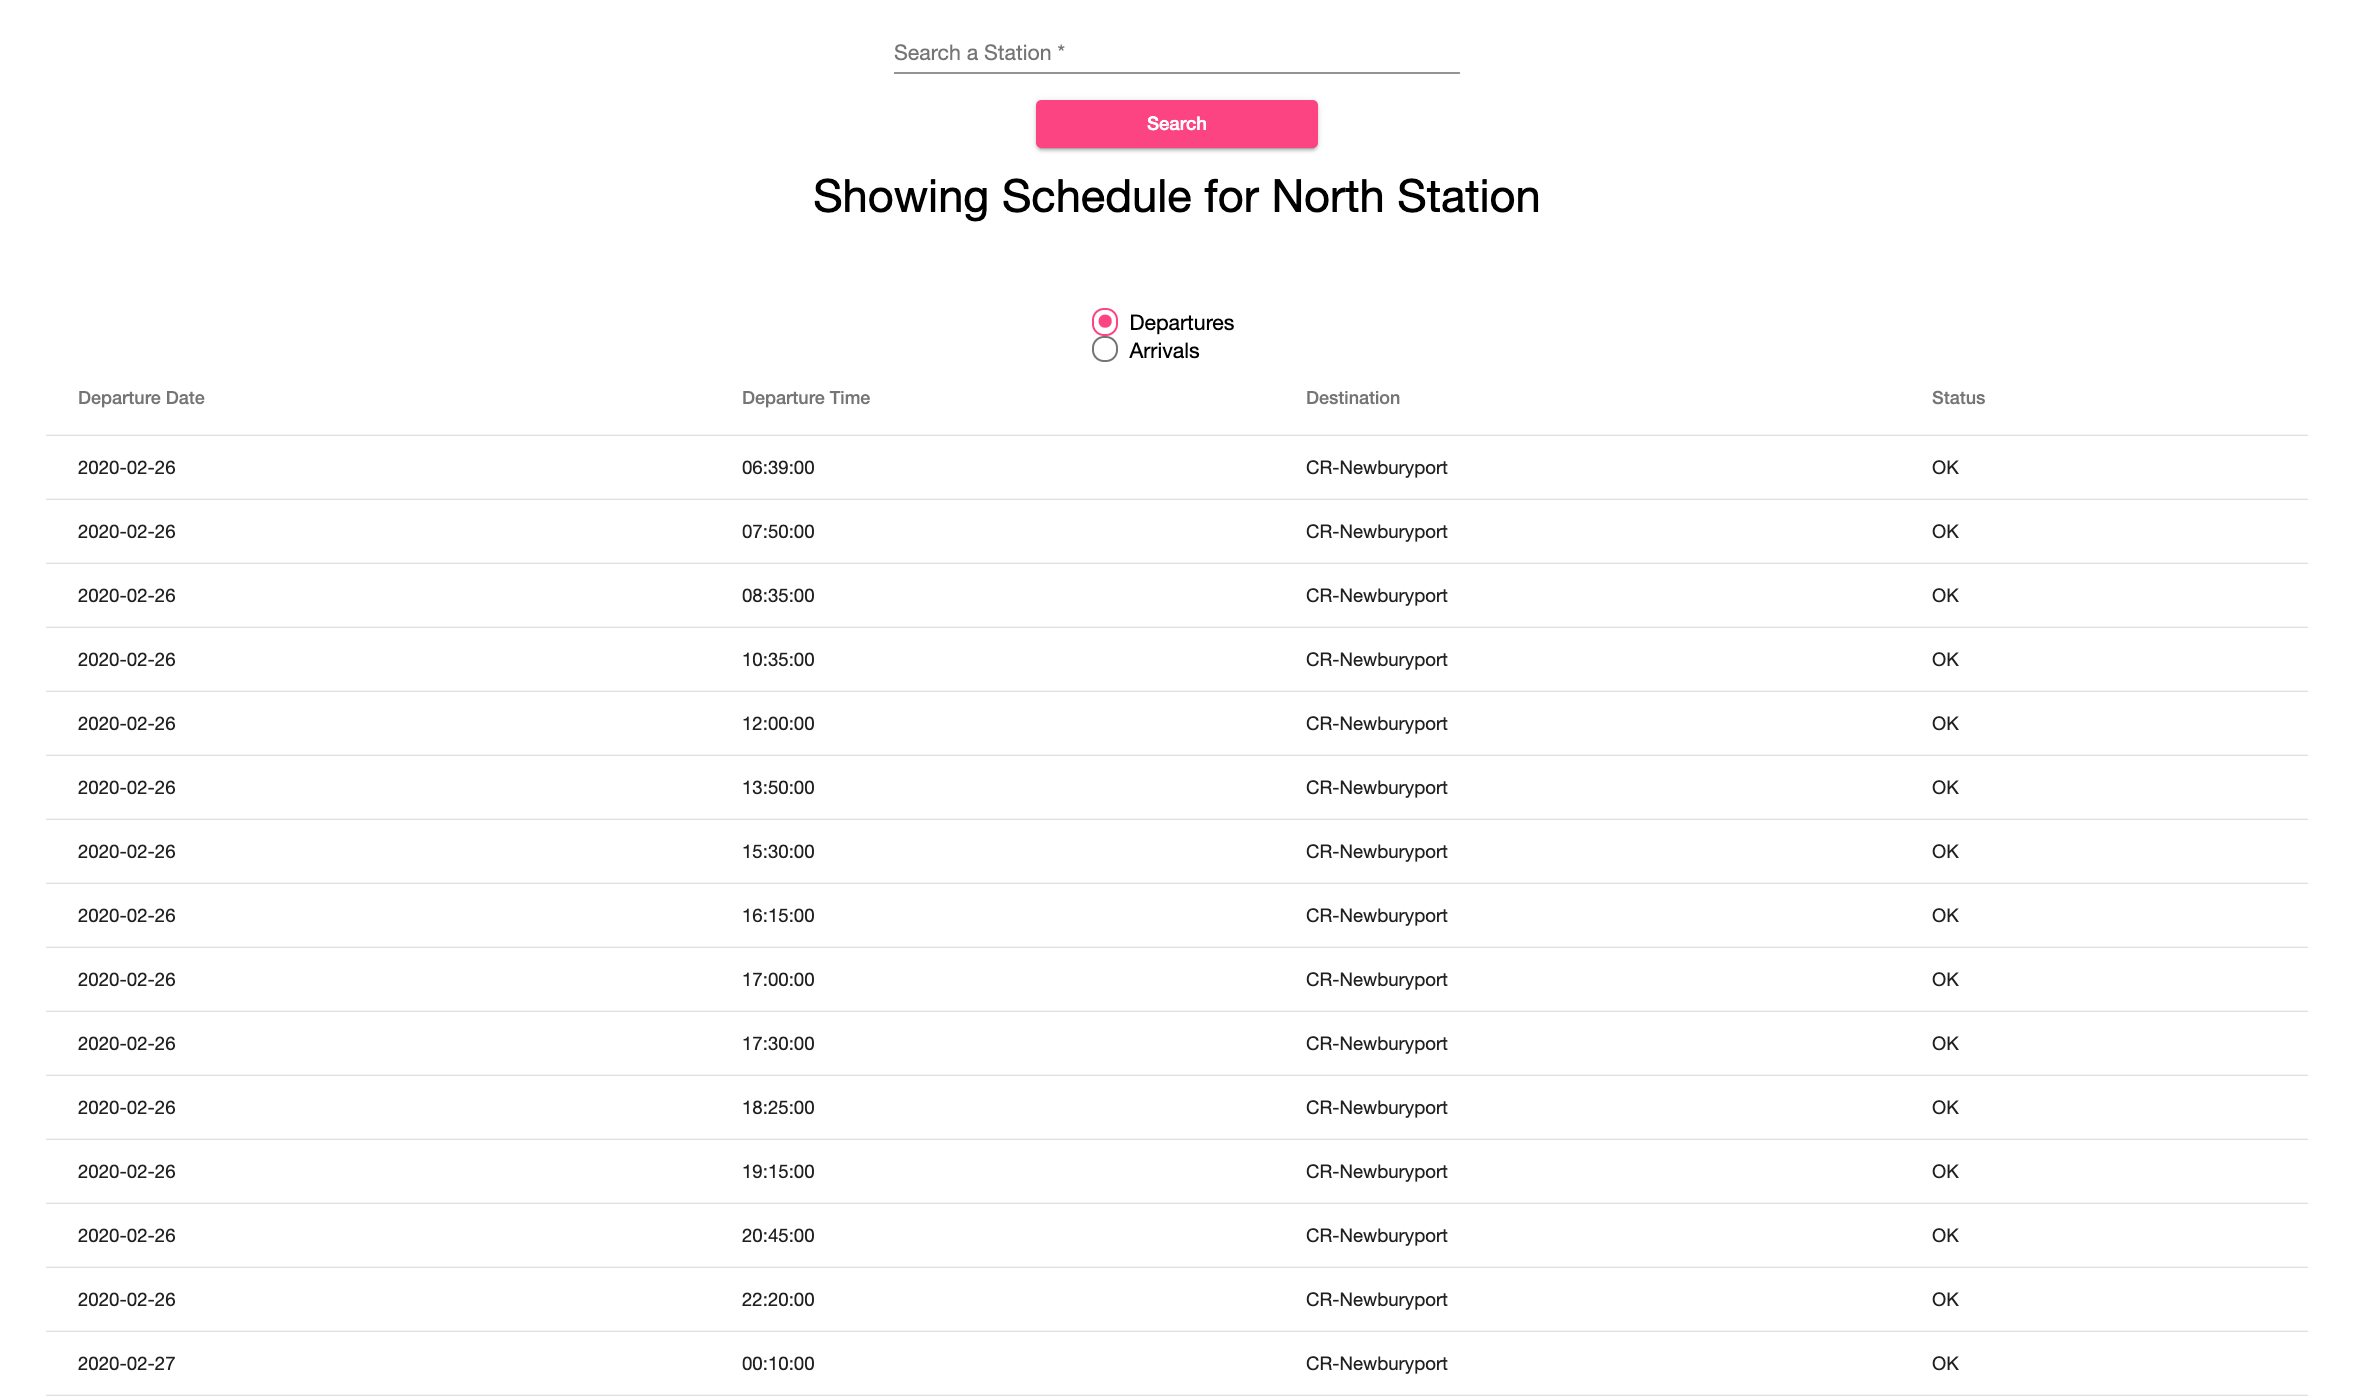 Search a Station *
Search
Showing Schedule for North Station
Departures
Arrivals
Departure Date Departure Time Destination Status
2020-02-26 06:39:00 CR-Newburyport OK
2020-02-26 07:50:00 CR-Newburyport OK
2020-02-26 08:35:00 CR-Newburyport OK
2020-02-26 10:35:00 CR-Newburyport OK
2020-02-26 12:00:00 CR-Newburyport OK
2020-02-26 13:50:00 CR-Newburyport OK
2020-02-26 15:30:00 CR-Newburyport OK
2020-02-26 16:15:00 CR-Newburyport OK
2020-02-26 17:00:00 CR-Newburyport OK
2020-02-26 17:30:00 CR-Newburyport OK
2020-02-26 18:25:00 CR-Newburyport OK
2020-02-26 19:15:00 CR-Newburyport OK
2020-02-26 20:45:00 CR-Newburyport OK
2020-02-26 22:20:00 CR-Newburyport OK
2020-02-27 00:10:00 CR-Newburyport OK